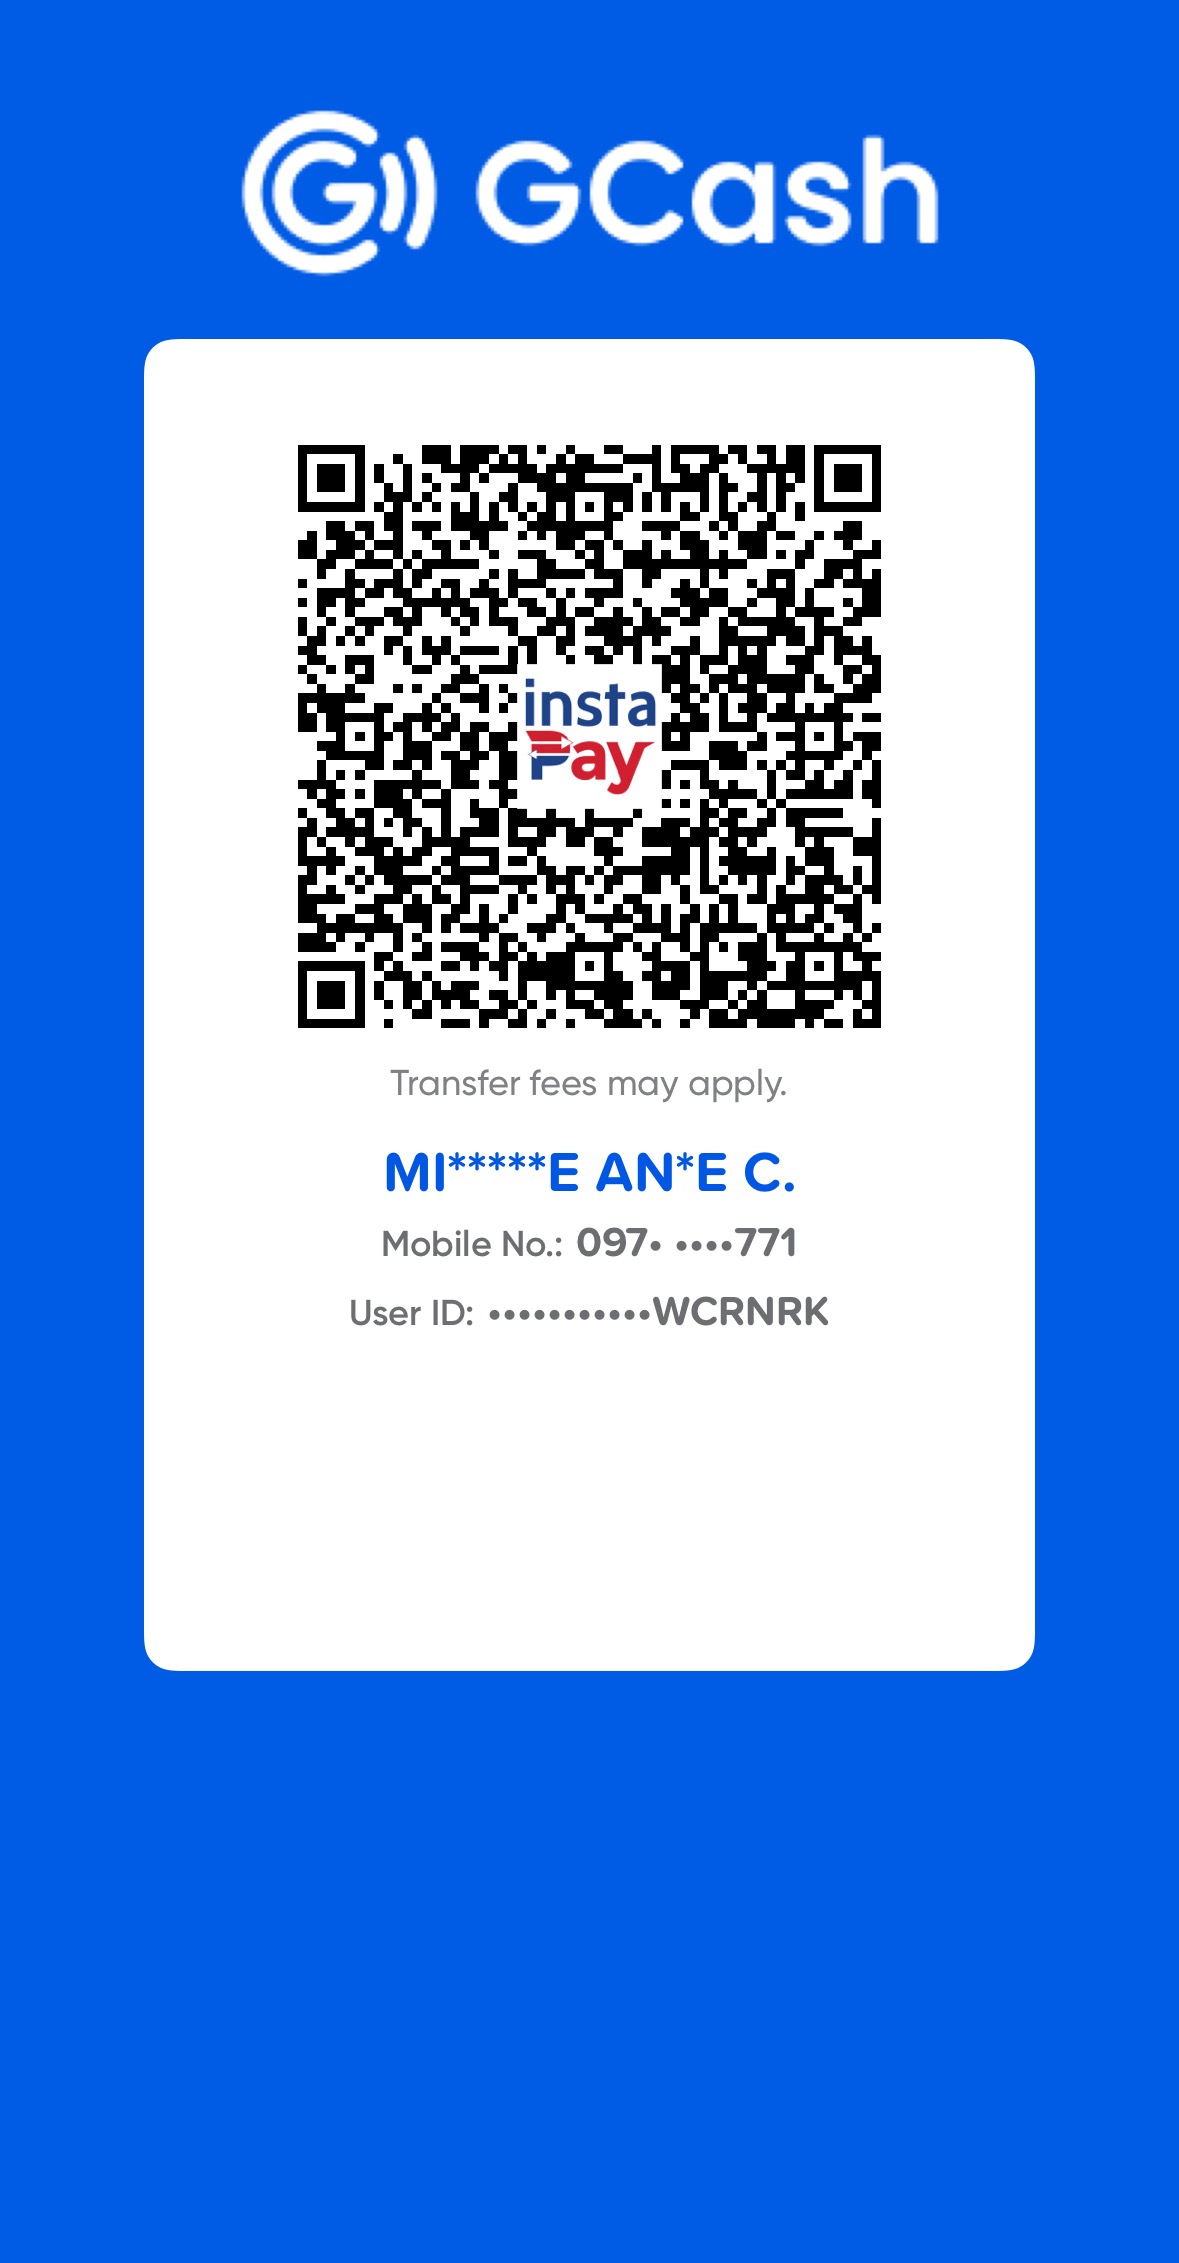 GCash
insta
Pay
Transfer fees may apply.
MI*****E AN*E C.
Mobile No.: 097• ••••771
User ID: •••••••••••WCRNRK